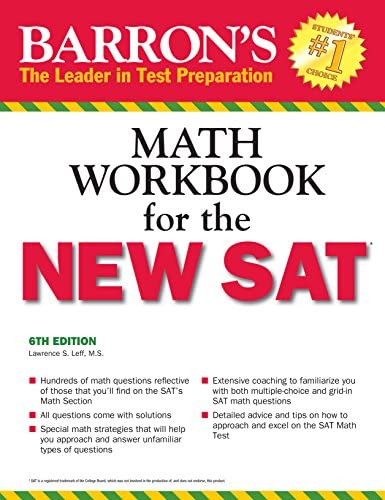 BARRON'S
The Leader in Test Preparation
STUDENTS'
#1
CHOICE
MATH
WORKBOOK
for the
NEW SAT*
6TH EDITION
Lawrence S. Leff, M.S.
Hundreds of math questions reflective
of those that you'll find on the SAT's
Math Section
All questions come with solutions
Special math strategies that will help
you approach and answer unfamiliar
types of questions
Extensive coaching to familiarize you
with both multiple-choice and grid-in
SAT math questions
Detailed advice and tips on how to
approach and excel on the SAT Math
Test
* SAT is a registered trademark of the College Board, which was not involved in the production of, and does not endorse, this product.